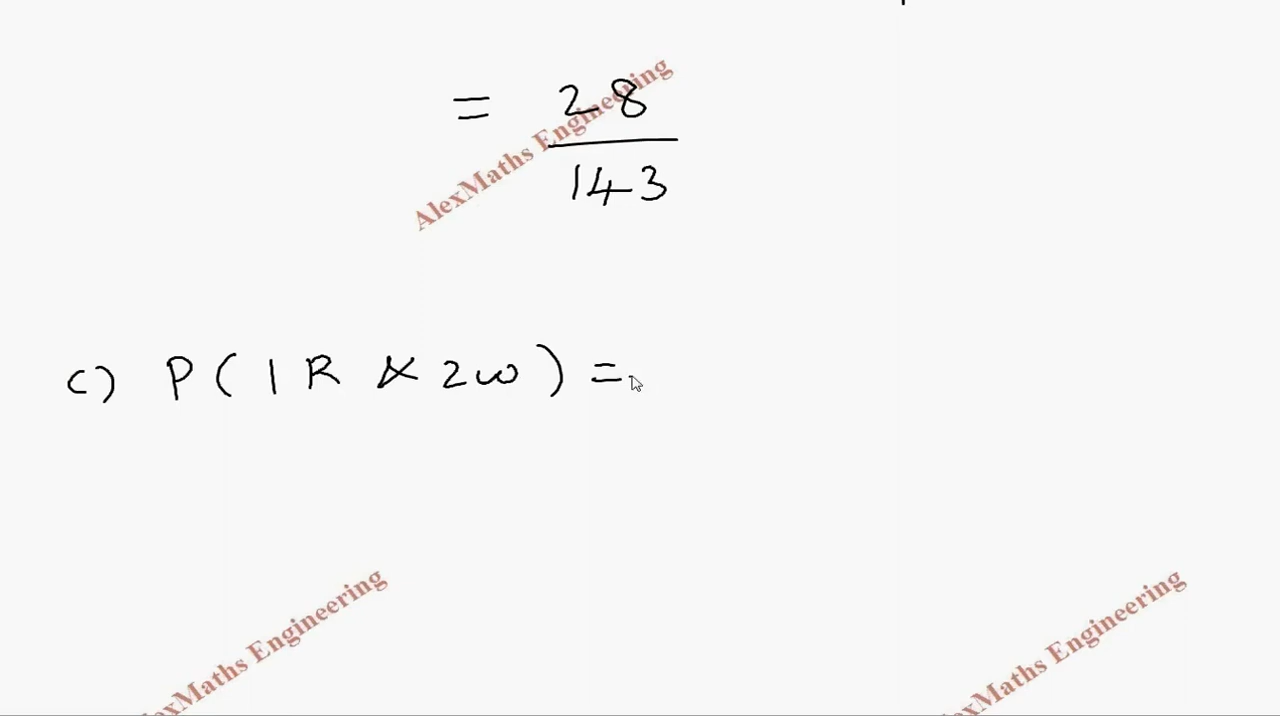 = 28
143
AlexMaths Engineering
c) P ( 1 R & 2W ) =
AlexMaths Engineering
AlexMaths Engineering